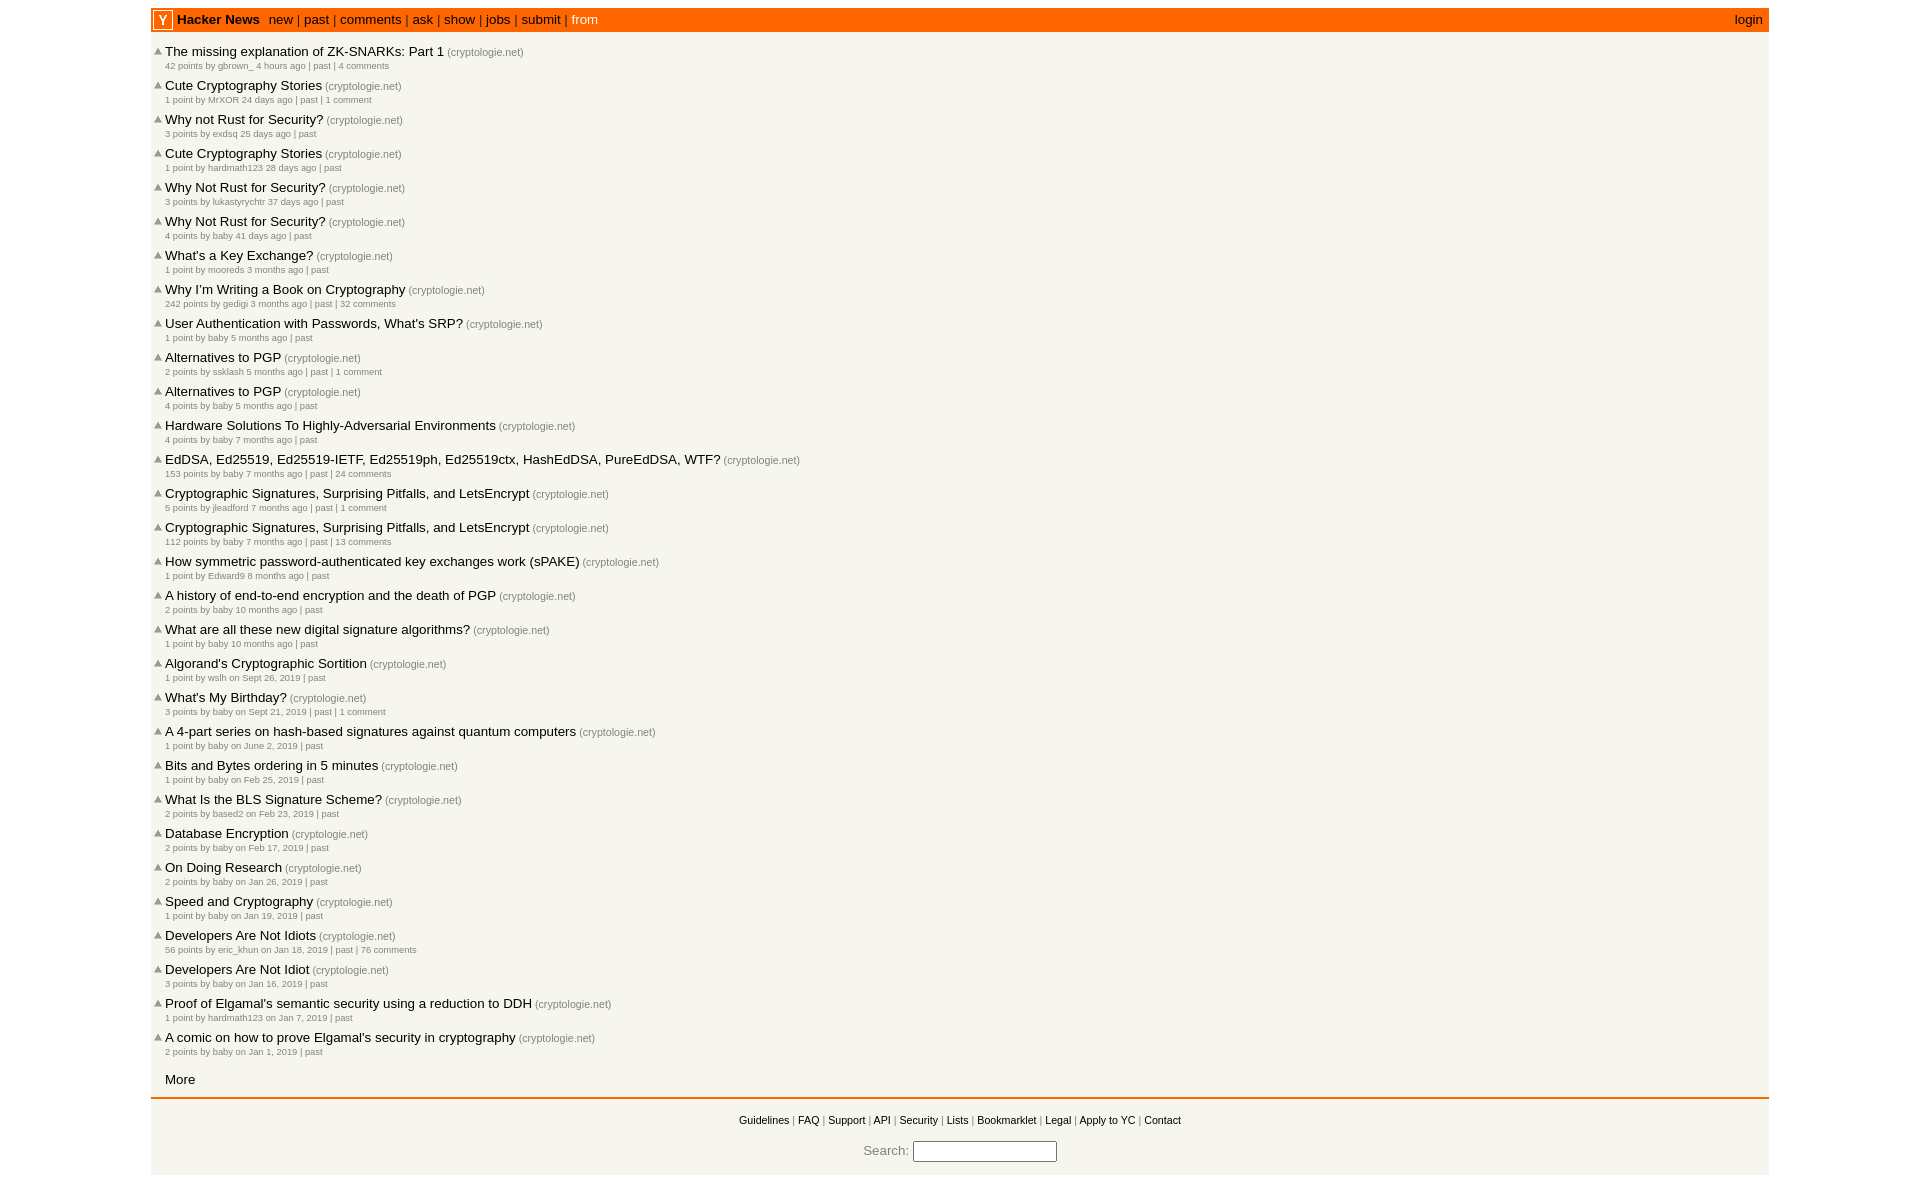 Y Hacker News new | past | comments | ask | show | jobs | submit | from login
The missing explanation of ZK-SNARKs: Part 1 (cryptologie.net)
42 points by gbrown_ 4 hours ago | past | 4 comments
Cute Cryptography Stories (cryptologie.net)
1 point by MrXOR 24 days ago | past | 1 comment
Why not Rust for Security? (cryptologie.net)
3 points by exdsq 25 days ago | past
Cute Cryptography Stories (cryptologie.net)
1 point by hardmath123 28 days ago | past
Why Not Rust for Security? (cryptologie.net)
3 points by lukastyrychtr 37 days ago | past
Why Not Rust for Security? (cryptologie.net)
4 points by baby 41 days ago | past
What's a Key Exchange? (cryptologie.net)
1 point by mooreds 3 months ago | past
Why I’m Writing a Book on Cryptography (cryptologie.net)
242 points by gedigi 3 months ago | past | 32 comments
User Authentication with Passwords, What's SRP? (cryptologie.net)
1 point by baby 5 months ago | past
Alternatives to PGP (cryptologie.net)
2 points by ssklash 5 months ago | past | 1 comment
Alternatives to PGP (cryptologie.net)
4 points by baby 5 months ago | past
Hardware Solutions To Highly-Adversarial Environments (cryptologie.net)
4 points by baby 7 months ago | past
EdDSA, Ed25519, Ed25519-IETF, Ed25519ph, Ed25519ctx, HashEdDSA, PureEdDSA, WTF? (cryptologie.net)
153 points by baby 7 months ago | past | 24 comments
Cryptographic Signatures, Surprising Pitfalls, and LetsEncrypt (cryptologie.net)
5 points by jleadford 7 months ago | past | 1 comment
Cryptographic Signatures, Surprising Pitfalls, and LetsEncrypt (cryptologie.net)
112 points by baby 7 months ago | past | 13 comments
How symmetric password-authenticated key exchanges work (sPAKE) (cryptologie.net)
1 point by Edward9 8 months ago | past
A history of end-to-end encryption and the death of PGP (cryptologie.net)
2 points by baby 10 months ago | past
What are all these new digital signature algorithms? (cryptologie.net)
1 point by baby 10 months ago | past
Algorand's Cryptographic Sortition (cryptologie.net)
1 point by wslh on Sept 26, 2019 | past
What's My Birthday? (cryptologie.net)
3 points by baby on Sept 21, 2019 | past | 1 comment
A 4-part series on hash-based signatures against quantum computers (cryptologie.net)
1 point by baby on June 2, 2019 | past
Bits and Bytes ordering in 5 minutes (cryptologie.net)
1 point by baby on Feb 25, 2019 | past
What Is the BLS Signature Scheme? (cryptologie.net)
2 points by based2 on Feb 23, 2019 | past
Database Encryption (cryptologie.net)
2 points by baby on Feb 17, 2019 | past
On Doing Research (cryptologie.net)
2 points by baby on Jan 26, 2019 | past
Speed and Cryptography (cryptologie.net)
1 point by baby on Jan 19, 2019 | past
Developers Are Not Idiots (cryptologie.net)
56 points by eric_khun on Jan 18, 2019 | past | 76 comments
Developers Are Not Idiot (cryptologie.net)
3 points by baby on Jan 16, 2019 | past
Proof of Elgamal's semantic security using a reduction to DDH (cryptologie.net)
1 point by hardmath123 on Jan 7, 2019 | past
A comic on how to prove Elgamal's security in cryptography (cryptologie.net)
2 points by baby on Jan 1, 2019 | past
More
Guidelines | FAQ | Support | API | Security | Lists | Bookmarklet | Legal | Apply to YC | Contact
Search: